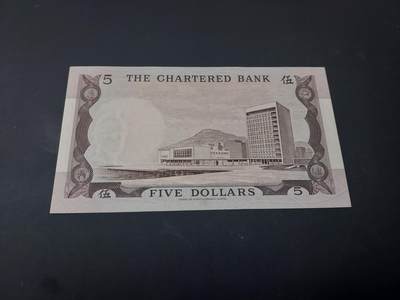 5 THE CHARTERED BANK 伍
伍 FIVE DOLLARS 5